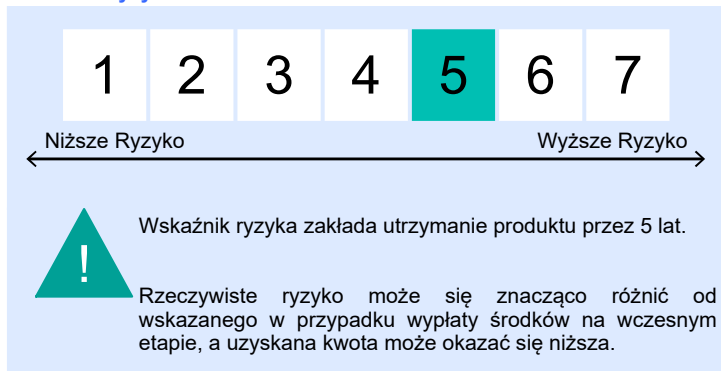 1 2 3 4 5 6 7
Niższe Ryzyko Wyższe Ryzyko
Wskaźnik ryzyka zakłada utrzymanie produktu przez 5 lat.
!
Rzeczywiste ryzyko może się znacząco różnić od
wskazanego w przypadku wypłaty środków na wczesnym
etapie, a uzyskana kwota może okazać się niższa.